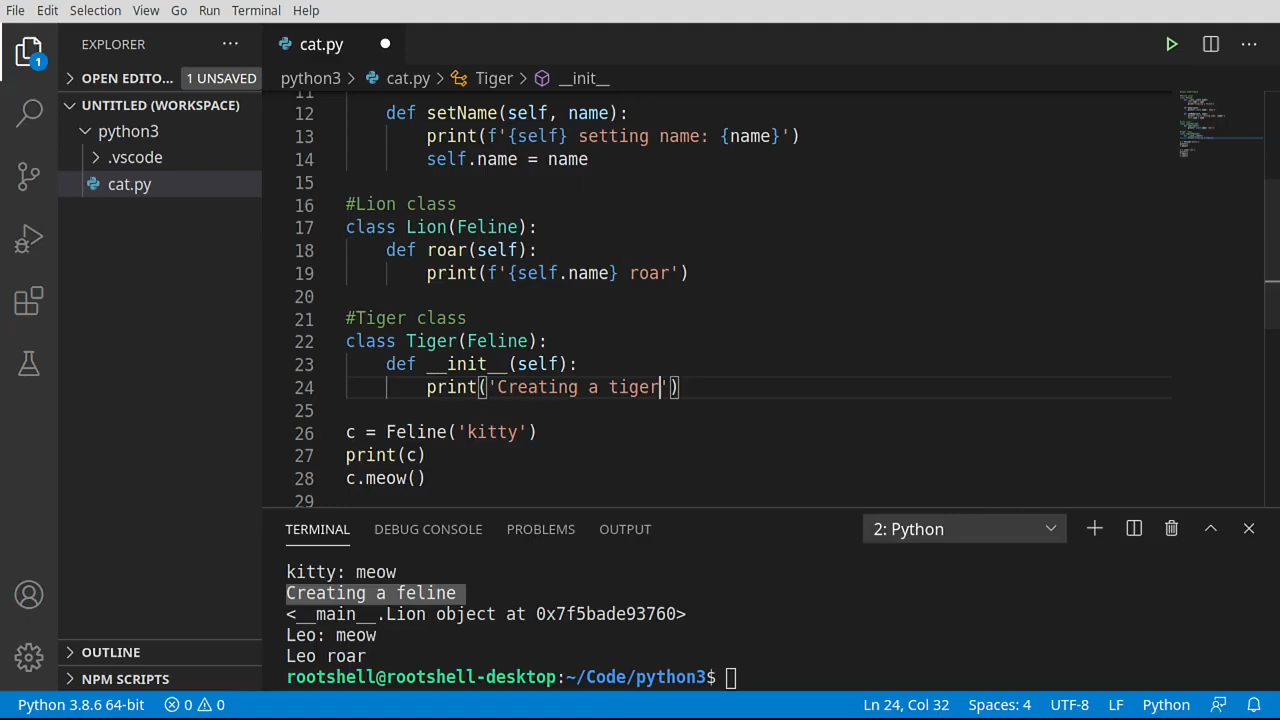 File Edit Selection View Go Run Terminal Help
EXPLORER
cat.py
OPEN EDITO... 1 UNSAVED
python3 > cat.py > Tiger > __init__
UNTITLED (WORKSPACE)
python3
.vscode
cat.py
1
11
12 def setName(self, name):
13 print(f'{self} setting name: {name}')
14 self.name = name
15
16 #Lion class
17 class Lion(Feline):
18 def roar(self):
19 print(f'{self.name} roar')
20
21 #Tiger class
22 class Tiger(Feline):
23 def __init__(self):
24 print('Creating a tiger')
25
26 c = Feline('kitty')
27 print(c)
28 c.meow()
29
TERMINAL DEBUG CONSOLE PROBLEMS OUTPUT 2: Python
kitty: meow
Creating a feline
<__main__.Lion object at 0x7f5bade93760>
Leo: meow
Leo roar
rootshell@rootshell-desktop:~/Code/python3$
OUTLINE
NPM SCRIPTS
Python 3.8.6 64-bit 0 0 Ln 24, Col 32 Spaces: 4 UTF-8 LF Python